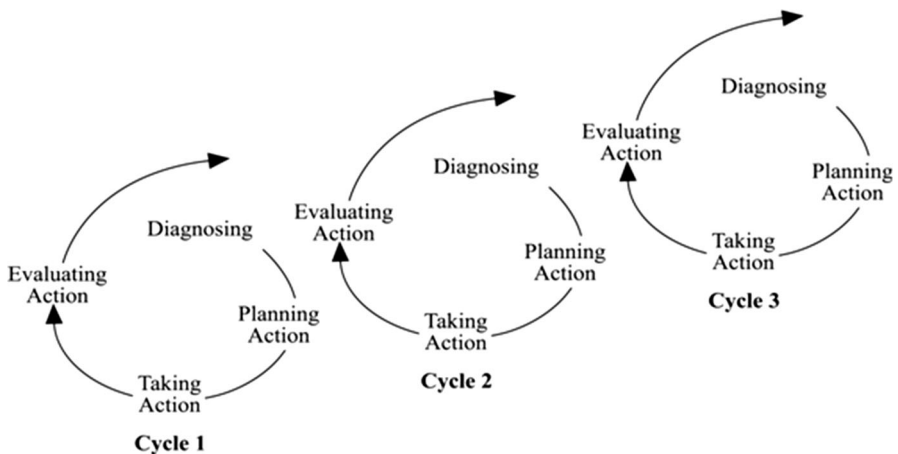 Diagnosing
Planning
Action
Taking
Action
Evaluating
Action
Cycle 1
Diagnosing
Planning
Action
Taking
Action
Evaluating
Action
Cycle 2
Diagnosing
Planning
Action
Taking
Action
Evaluating
Action
Cycle 3